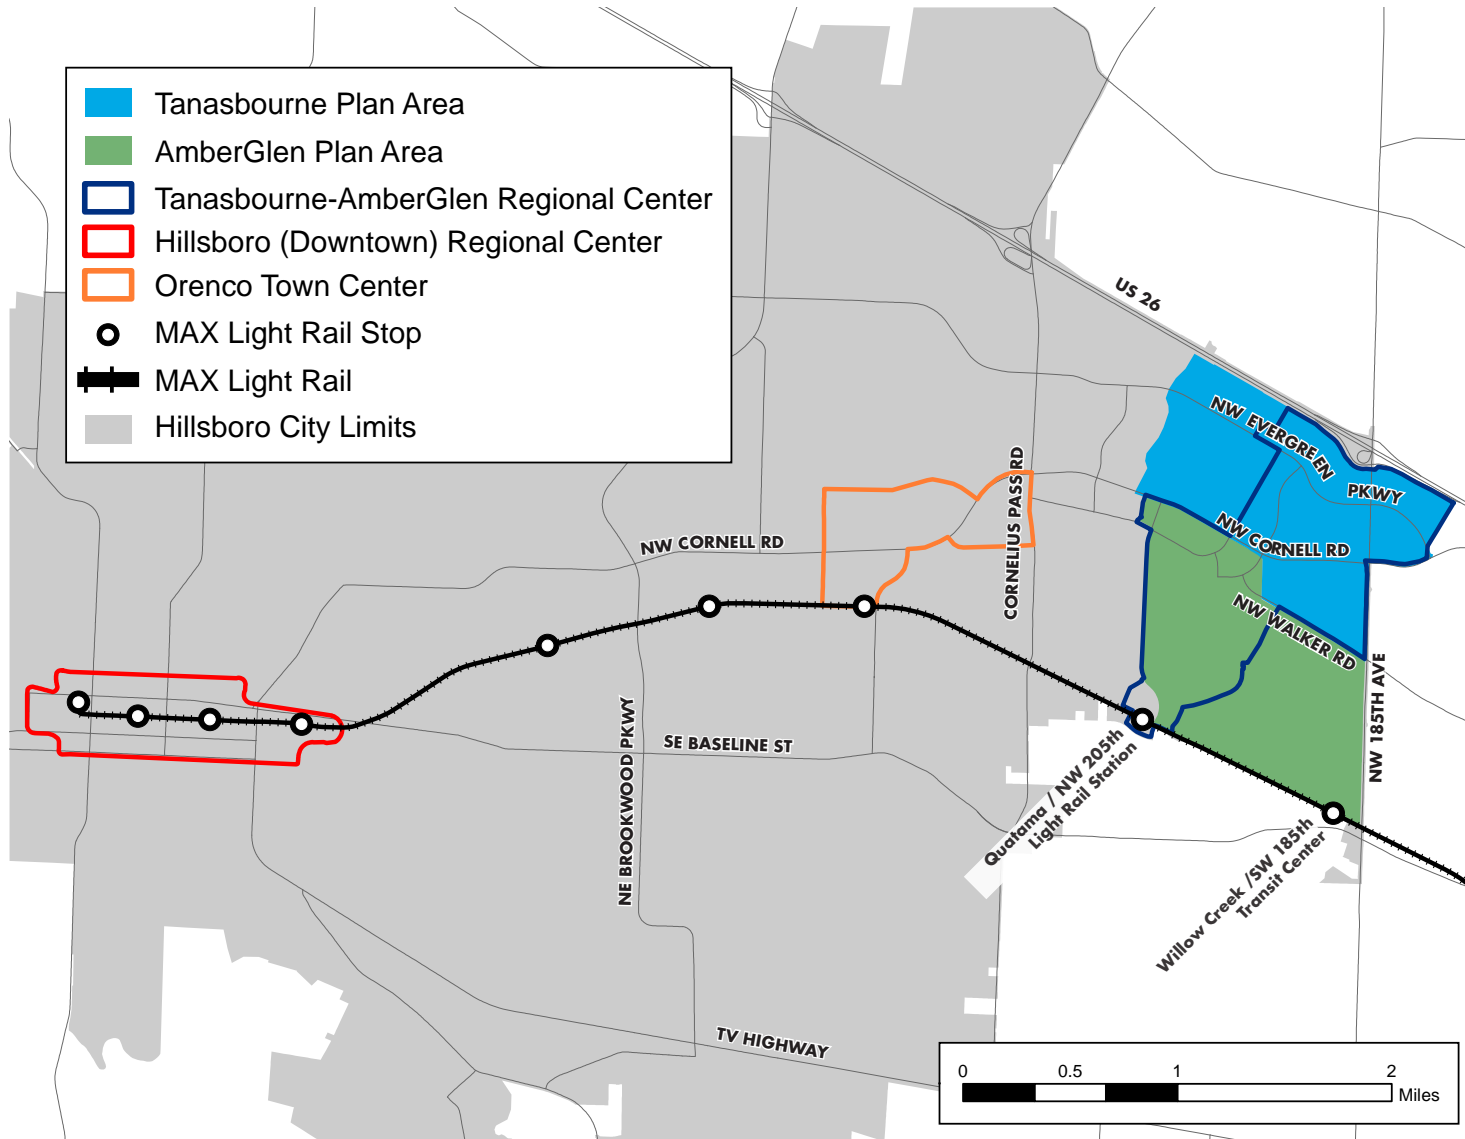 Tanasbourne Plan Area
AmberGlen Plan Area
Tanasbourne-AmberGlen Regional Center
Hillsboro (Downtown) Regional Center
Orenco Town Center
MAX Light Rail Stop
MAX Light Rail
Hillsboro City Limits
US 26
NW EVERGREEN PKWY
CORNELIUS PASS RD
NW CORNELL RD
NW CORNELL RD
NW WALKER RD
NW 185TH AVE
NE BROOKWOOD PKWY
SE BASELINE ST
Quatama / NW 205th
Light Rail Station
Willow Creek /SW 185th
Transit Center
TV HIGHWAY
0 0.5 1 2
Miles